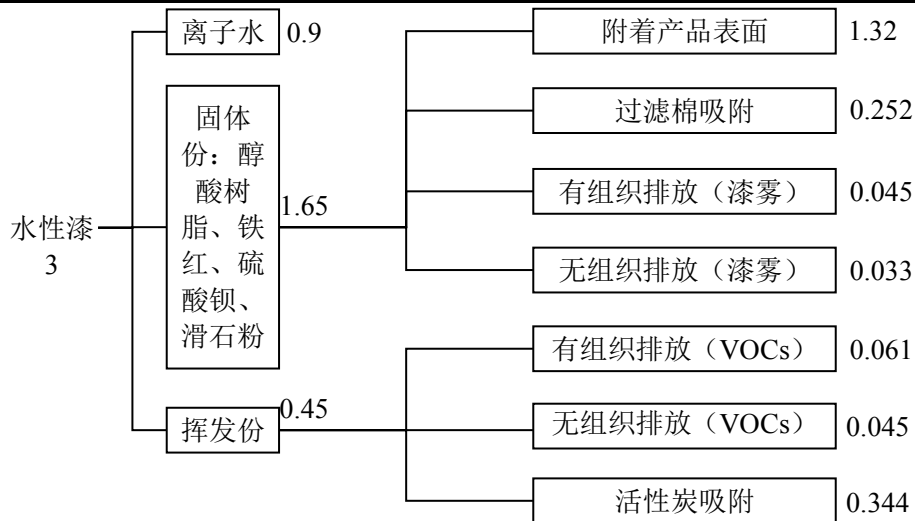 离子水 0.9
固体
份：醇
酸树
脂、铁
红、硫
酸钡、
滑石粉
1.65
水性漆
3
挥发份
0.45
附着产品表面 1.32
过滤棉吸附 0.252
有组织排放（漆雾） 0.045
无组织排放（漆雾） 0.033
有组织排放（VOCs） 0.061
无组织排放（VOCs） 0.045
活性炭吸附 0.344